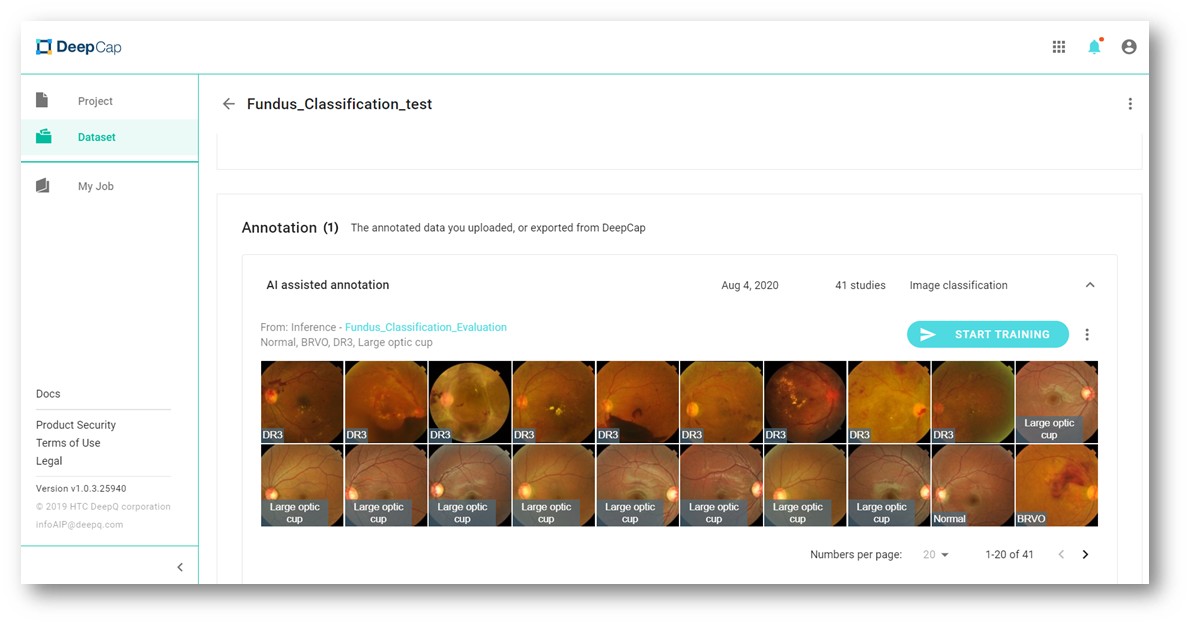 DeepCap
Project
Dataset
My Job
Docs
Product Security
Terms of Use
Legal
Version v1.0.3.25940
© 2019 HTC DeepQ corporation
infoAIP@deepq.com
Fundus_Classification_test
Annotation (1) The annotated data you uploaded, or exported from DeepCap
AI assisted annotation Aug 4, 2020 41 studies Image classification
From: Inference - Fundus_Classification_Evaluation
Normal, BRVO, DR3, Large optic cup
START TRAINING
DR3
DR3
DR3
DR3
DR3
DR3
DR3
DR3
DR3
Large optic
cup
Large optic
cup
Large optic
cup
Large optic
cup
Large optic
cup
Large optic
cup
Large optic
cup
Large optic
cup
Large optic
cup
Normal
BRVO
Numbers per page: 20 1-20 of 41